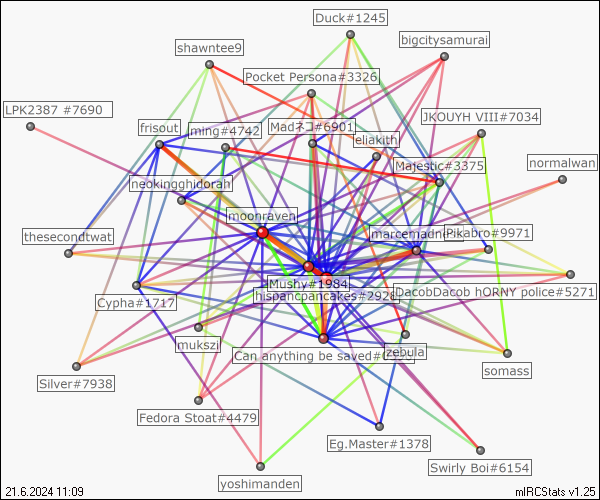 Duck#1245
bigcitysamurai
shawntee9
Pocket Persona#3326
LPK2387 #7690
JKOUYH VIII#7034
frisout
ming#4742
Madネコ#6901
eliakith
Majestic#3375
normalwan
neokingghidorah
moonraven
thesecondtwat
Pikabro#9971
Mushy#1984
hispancpancakes#2928
DacobDacob hORNY police#5271
Cypha#1717
mukszi
Can anything be saved#
zebula
somass
Silver#7938
Fedora Stoat#4479
Eg.Master#1378
Swirly Boi#6154
yoshimanden
21.6.2024 11:09
mIRCStats v1.25